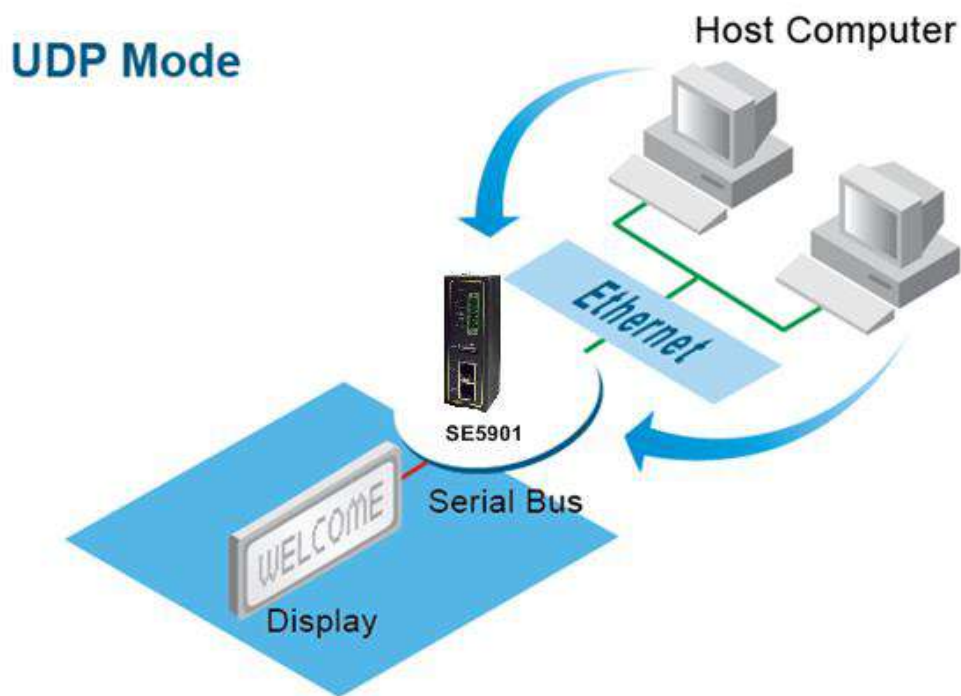 UDP Mode
Host Computer
Ethernet
SE5901
Serial Bus
WELCOME
Display